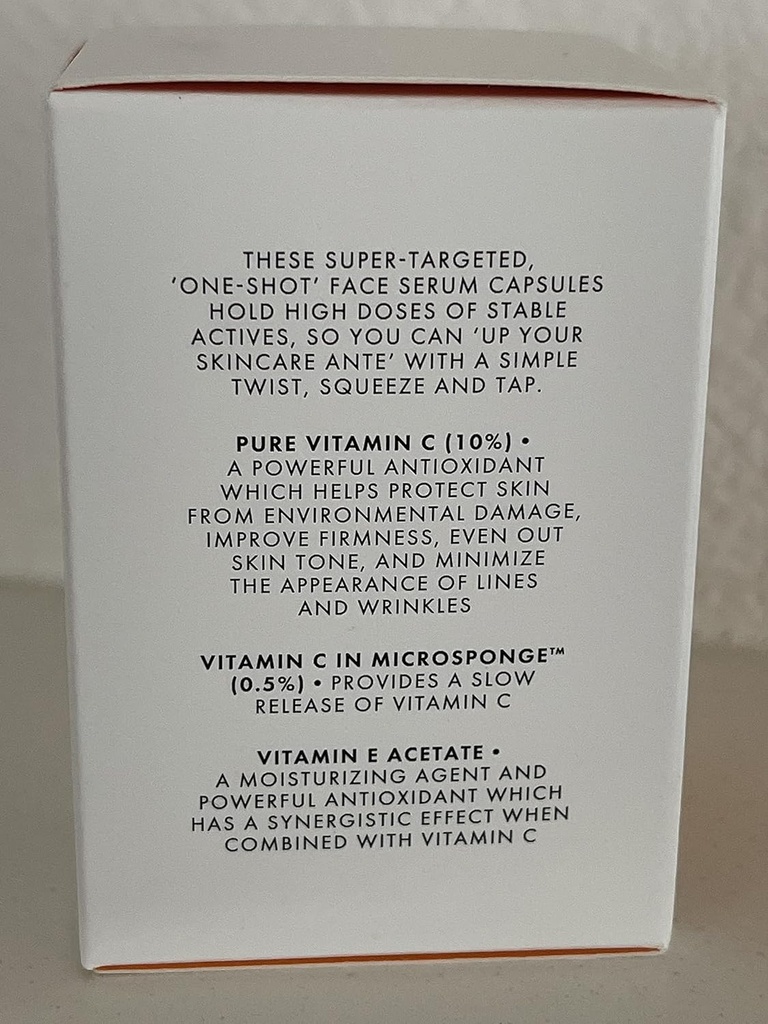 THESE SUPER-TARGETED,
'ONE-SHOT' FACE SERUM CAPSULES
HOLD HIGH DOSES OF STABLE
ACTIVES, SO YOU CAN 'UP YOUR
SKINCARE ANTE' WITH A SIMPLE
TWIST, SQUEEZE AND TAP.
PURE VITAMIN C (10%) •
A POWERFUL ANTIOXIDANT
WHICH HELPS PROTECT SKIN
FROM ENVIRONMENTAL DAMAGE,
IMPROVE FIRMNESS, EVEN OUT
SKIN TONE, AND MINIMIZE
THE APPEARANCE OF LINES
AND WRINKLES
VITAMIN C IN MICROSPONGE™
(0.5%) • PROVIDES A SLOW
RELEASE OF VITAMIN C
VITAMIN E ACETATE •
A MOISTURIZING AGENT AND
POWERFUL ANTIOXIDANT WHICH
HAS A SYNERGISTIC EFFECT WHEN
COMBINED WITH VITAMIN C